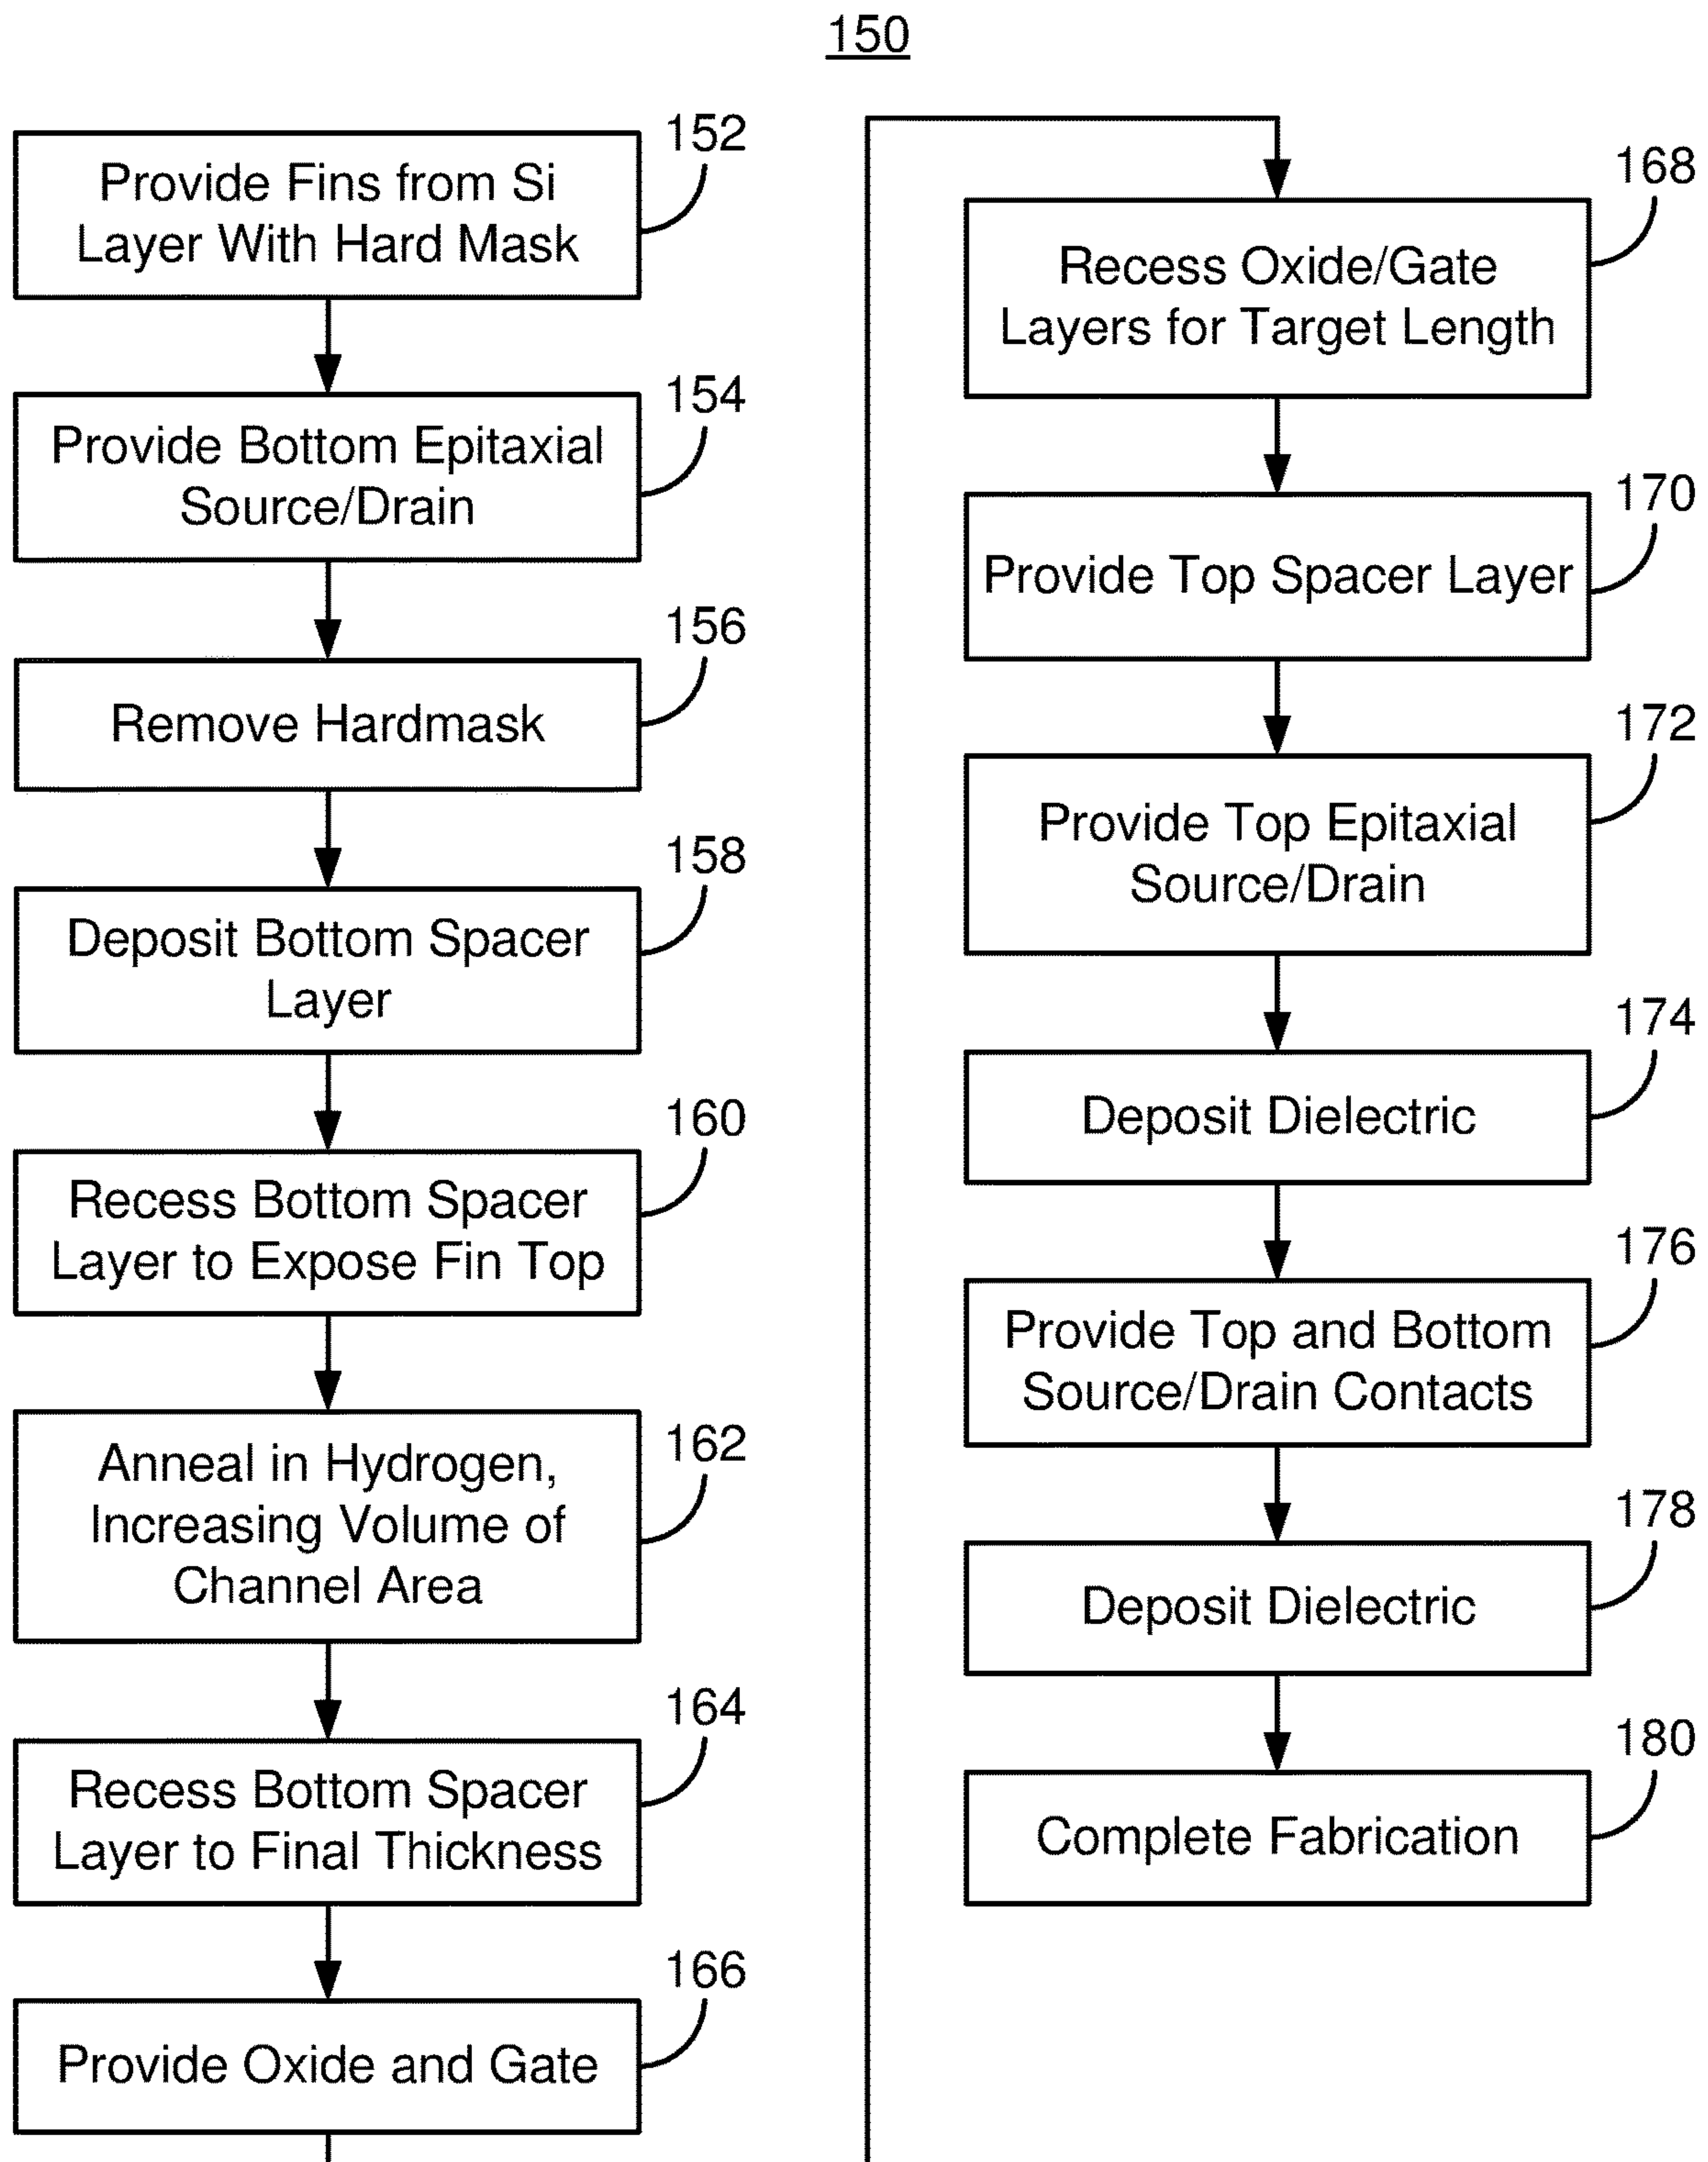 150
152
Provide Fins from Si
Layer With Hard Mask
154
Provide Bottom Epitaxial
Source/Drain
156
Remove Hardmask
158
Deposit Bottom Spacer
Layer
160
Recess Bottom Spacer
Layer to Expose Fin Top
162
Anneal in Hydrogen,
Increasing Volume of
Channel Area
164
Recess Bottom Spacer
Layer to Final Thickness
166
Provide Oxide and Gate
168
Recess Oxide/Gate
Layers for Target Length
170
Provide Top Spacer Layer
172
Provide Top Epitaxial
Source/Drain
174
Deposit Dielectric
176
Provide Top and Bottom
Source/Drain Contacts
178
Deposit Dielectric
180
Complete Fabrication